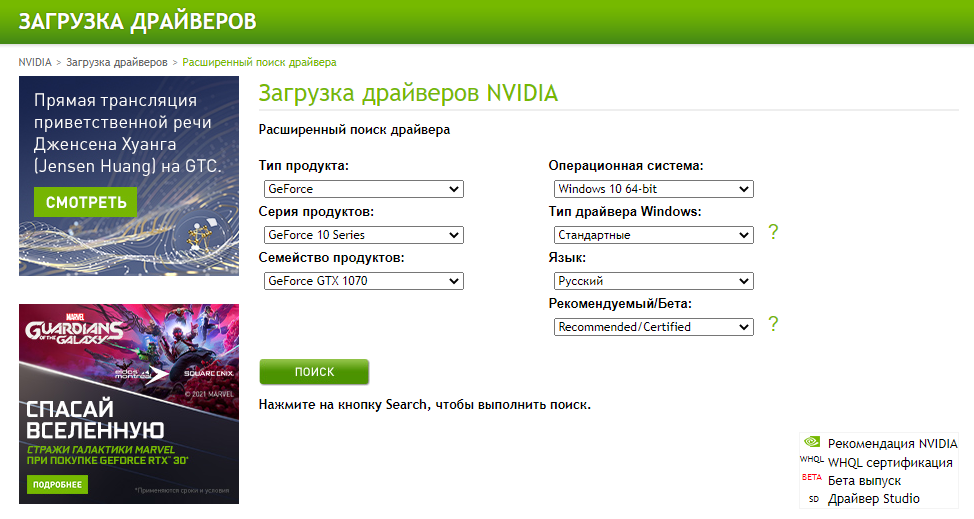 ЗАГРУЗКА ДРАЙВЕРОВ
NVIDIA > Загрузка драйверов > Расширенный поиск драйвера
Прямая трансляция
приветственной речи
Дженсена Хуанга
(Jensen Huang) на GTC.
СМОТРЕТЬ
MARVEL
GUARDIANS
OF THE
GALAXY
eidos
montréal
SQUARE ENIX.
© 2021 MARVEL
СПАСАЙ
ВСЕЛЕННУЮ
СТРАЖИ ГАЛАКТИКИ MARVEL
ПРИ ПОКУПКЕ GEFORCE RTX™ 30*
ПОДРОБНЕЕ
*Применяются сроки и условия
Загрузка драйверов NVIDIA
Расширенный поиск драйвера
Тип продукта:
GeForce
Серия продуктов:
GeForce 10 Series
Семейство продуктов:
GeForce GTX 1070
Операционная система:
Windows 10 64-bit
Тип драйвера Windows:
Стандартные
?
Язык:
Русский
Рекомендуемый/Бета:
Recommended/Certified
?
ПОИСК
Нажмите на кнопку Search, чтобы выполнить поиск.
Рекомендация NVIDIA
WHQL WHQL сертификация
BETA Бета выпуск
SD Драйвер Studio